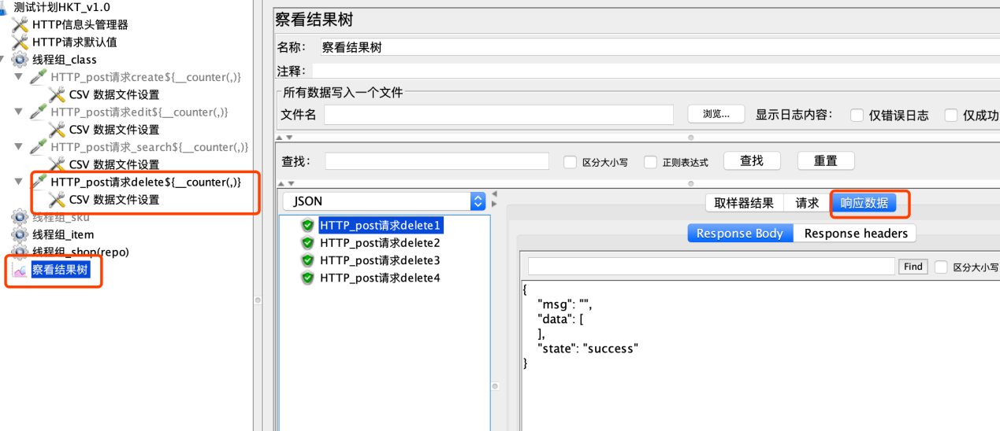 测试计划HKT_v1.0
HTTP信息头管理器
HTTP请求默认值
线程组_class
HTTP_post请求create${__counter(,)}
CSV 数据文件设置
HTTP_post请求edit${__counter(,)}
CSV 数据文件设置
HTTP_post请求_search${__counter(,)}
CSV 数据文件设置
HTTP_post请求delete${__counter(,)}
CSV 数据文件设置
线程组_sku
线程组_item
线程组_shop(repo)
察看结果树
察看结果树
名称： 察看结果树
注释：
所有数据写入一个文件
文件名 浏览... 显示日志内容： 仅错误日志 仅成功
查找： 区分大小写 正则表达式 查找 重置
JSON
HTTP_post请求delete1
HTTP_post请求delete2
HTTP_post请求delete3
HTTP_post请求delete4
取样器结果 请求 响应数据
Response Body Response headers
Find 区分大小写
{
"msg": "",
"data": [
],
"state": "success"
}